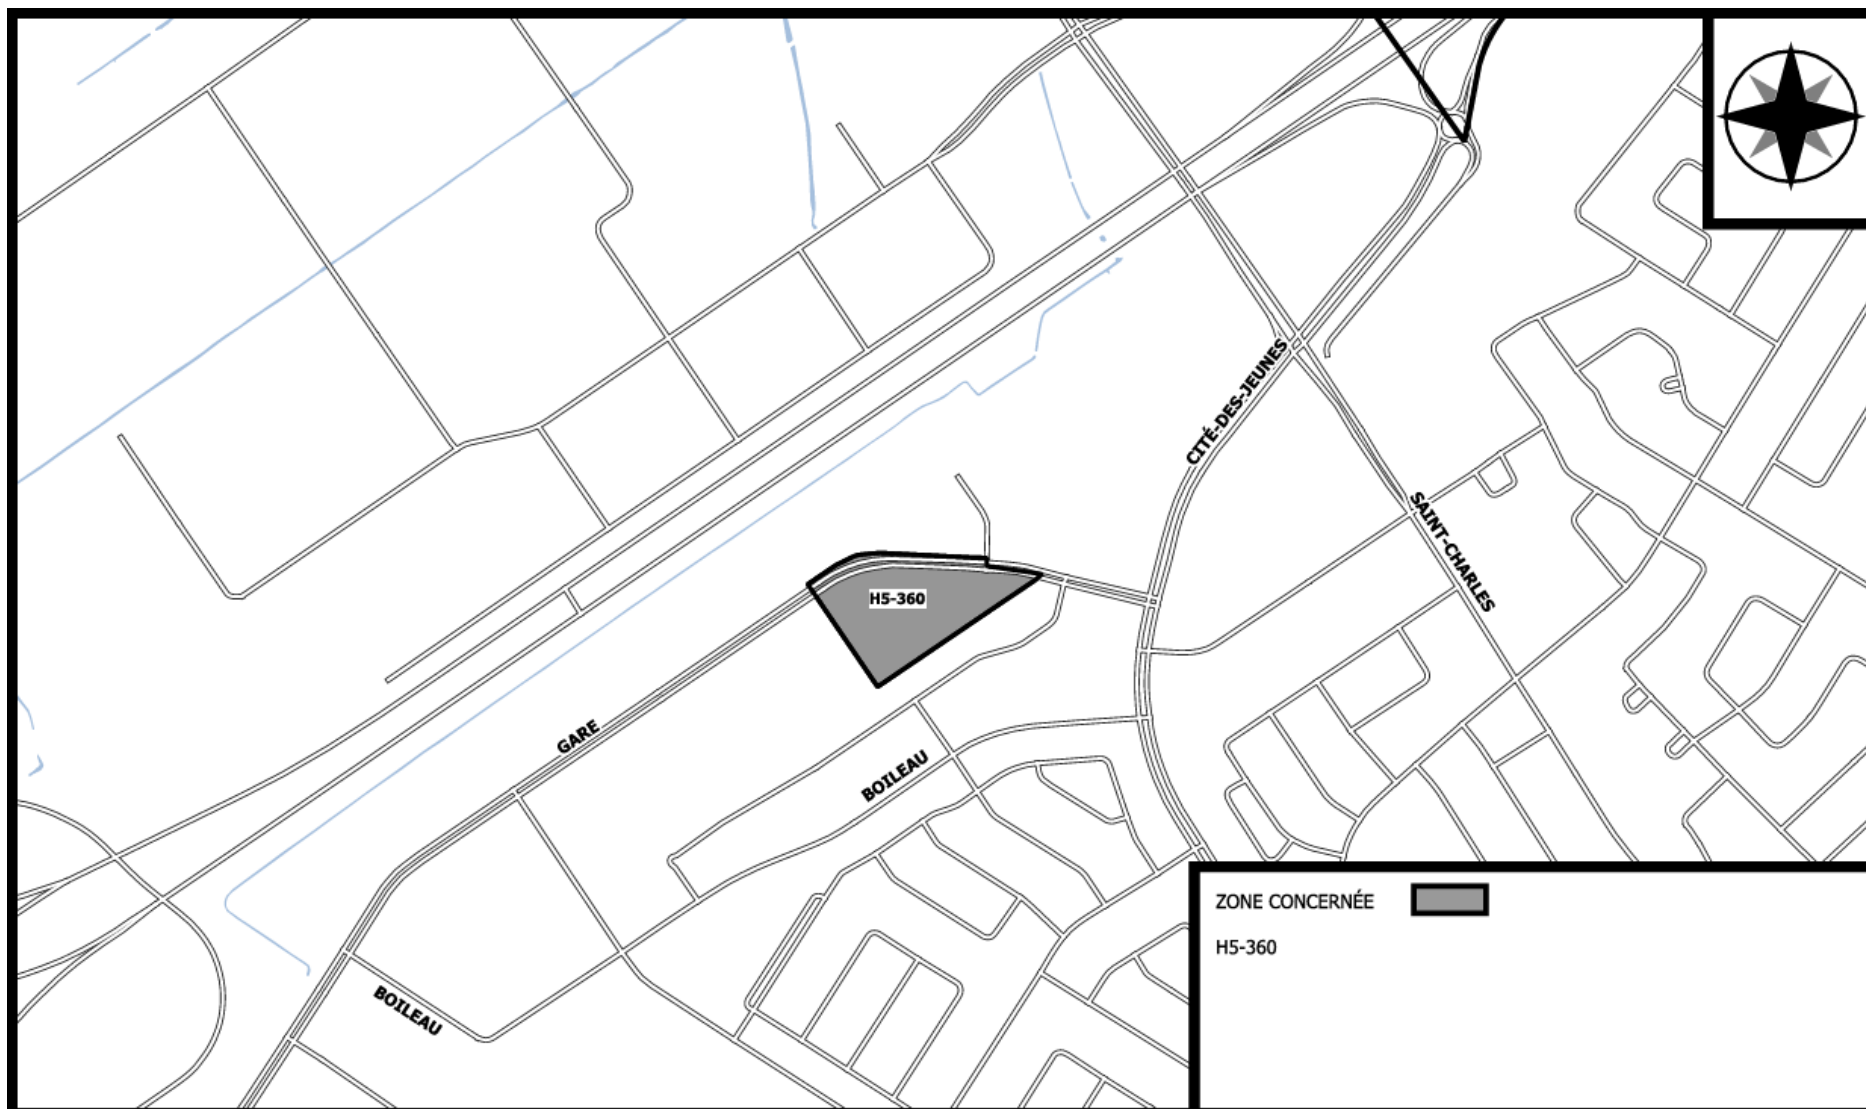 CITÉ-DES-JEUNES
SAINT-CHARLES
H5-360
GARE
BOILEAU
BOILEAU
ZONE CONCERNÉE
H5-360